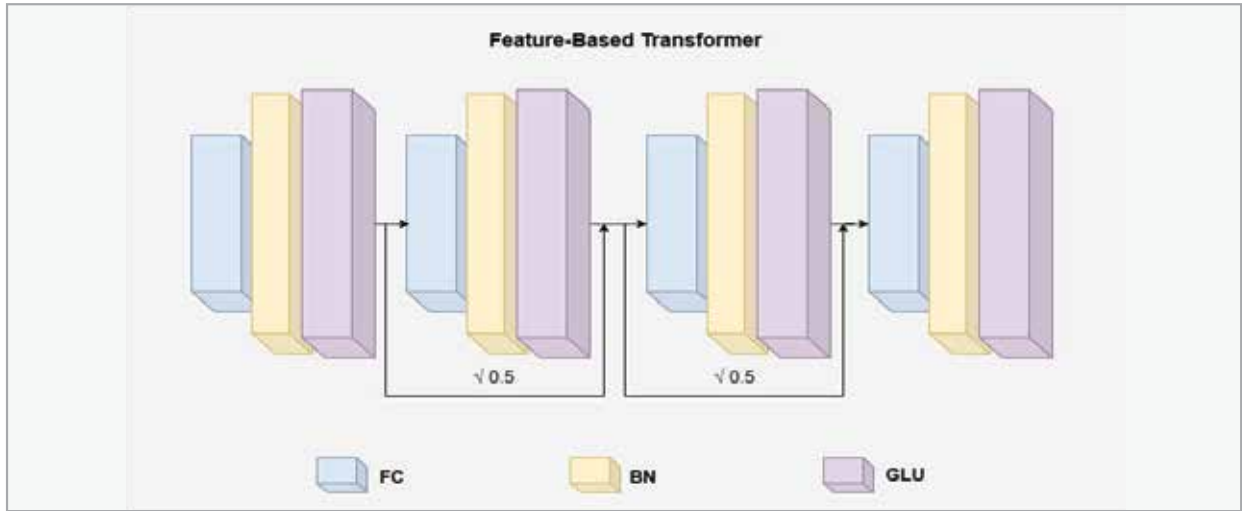 Feature-Based Transformer
√ 0.5
√ 0.5
FC
BN
GLU